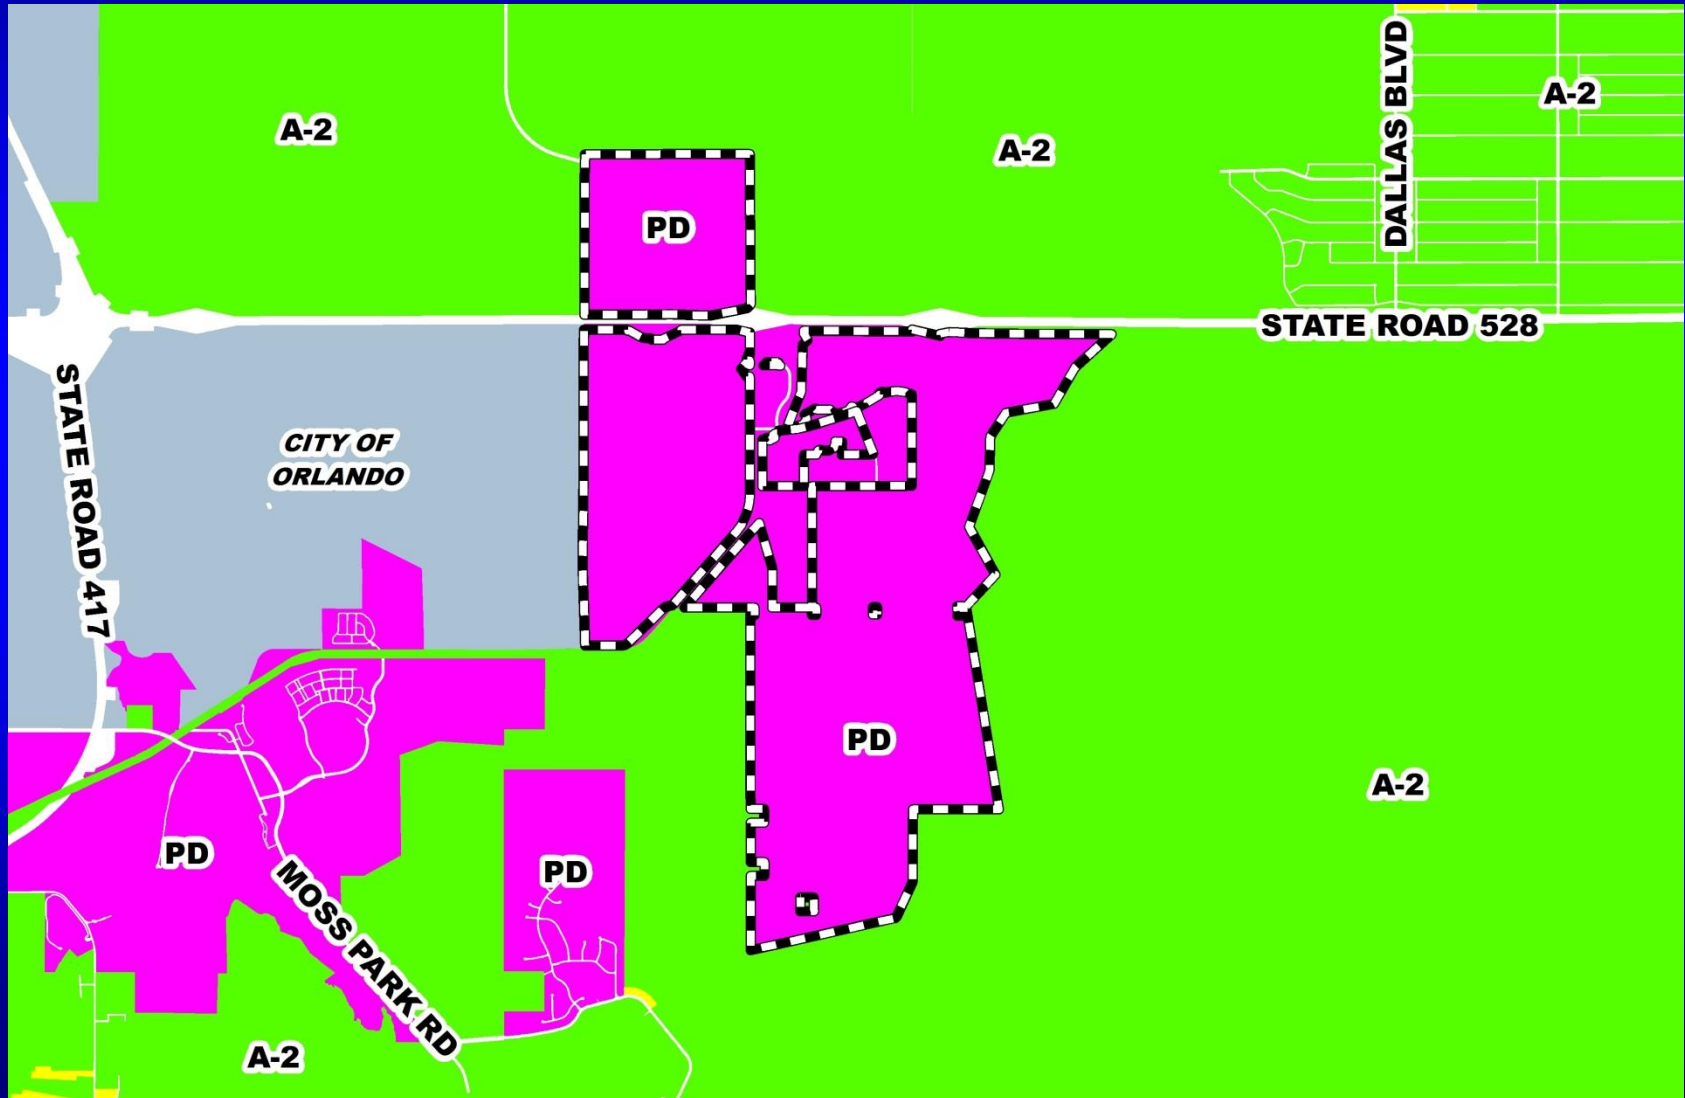 DALLAS BLVD
A-2
A-2
A-2
PD
STATE ROAD 528
STATE ROAD 417
CITY OF
ORLANDO
PD
A-2
PD
PD
MOSS PARK RD
A-2